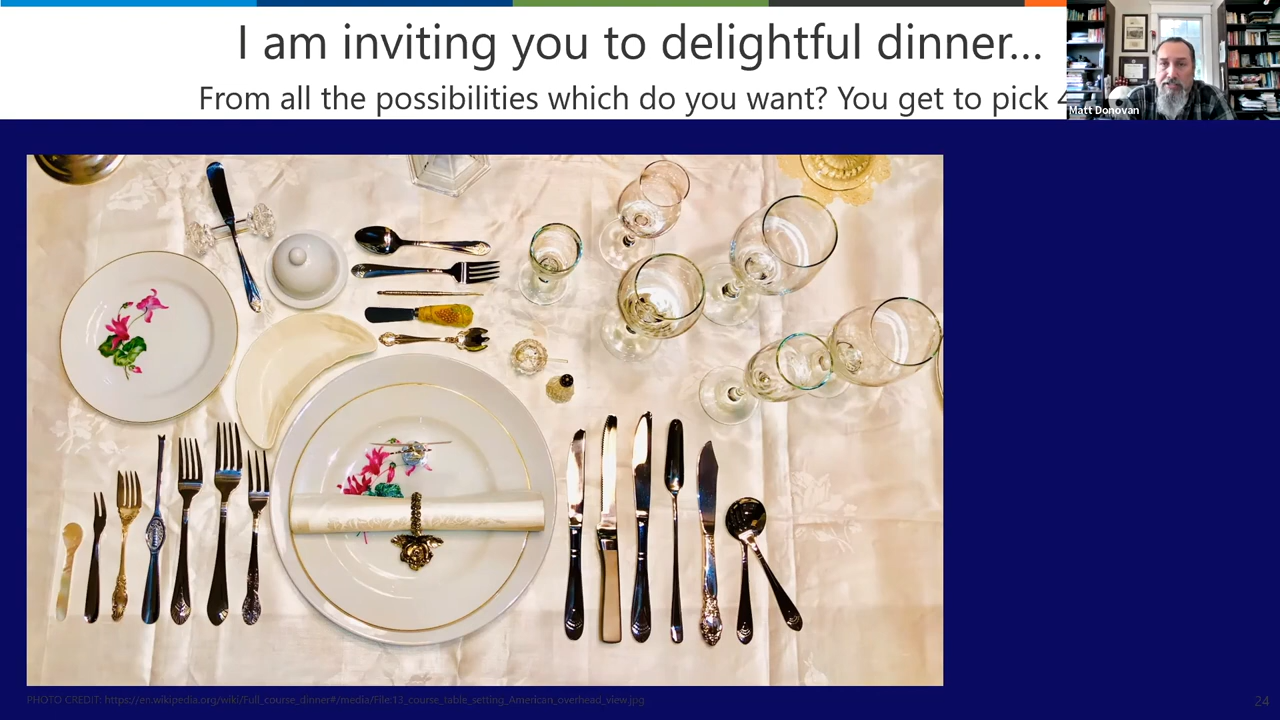 I am inviting you to delightful dinner...
From all the possibilities which do you want? You get to pick 4
Matt Donovan
PHOTO CREDIT: https://en.wikipedia.org/wiki/Full_course_dinner#/media/File:13_course_table_setting_American_overhead_view.jpg
24